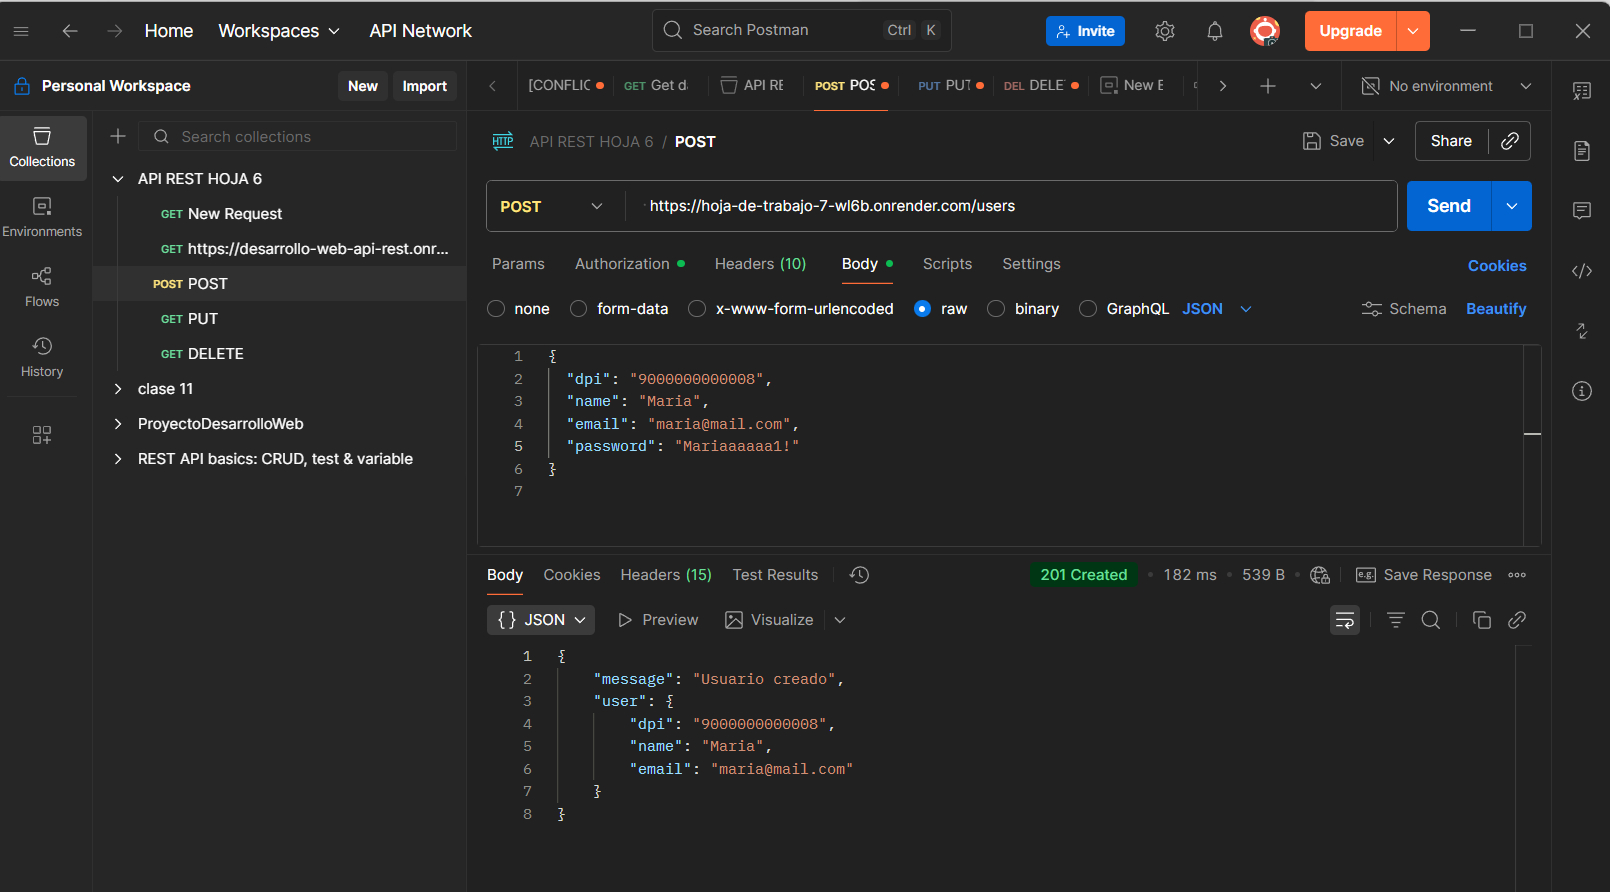 Home Workspaces API Network Search Postman Ctrl K Invite Upgrade
Personal Workspace New Import
[CONFLIC GET Get d POST POS PUT PUT DEL DELE New E No environment
Collections
Search collections
API REST HOJA 6 / POST Save Share
API REST HOJA 6
GET New Request
Environments
GET https://desarrollo-web-api-rest.onr...
POST POST
Flows
GET PUT
GET DELETE
History
clase 11
ProyectoDesarrolloWeb
REST API basics: CRUD, test & variable
POST https://hoja-de-trabajo-7-wl6b.onrender.com/users Send
Params Authorization Headers (10) Body Scripts Settings Cookies
none form-data x-www-form-urlencoded raw binary GraphQL JSON Schema Beautify
1 {
2 "dpi": "9000000000008",
3 "name": "Maria",
4 "email": "maria@mail.com",
5 "password": "Mariaaaaaa1!"
6 }
7
Body Cookies Headers (15) Test Results 201 Created • 182 ms • 539 B • e.g. Save Response
{} JSON Preview Visualize
1 {
2 "message": "Usuario creado",
3 "user": {
4 "dpi": "9000000000008",
5 "name": "Maria",
6 "email": "maria@mail.com"
7 }
8 }